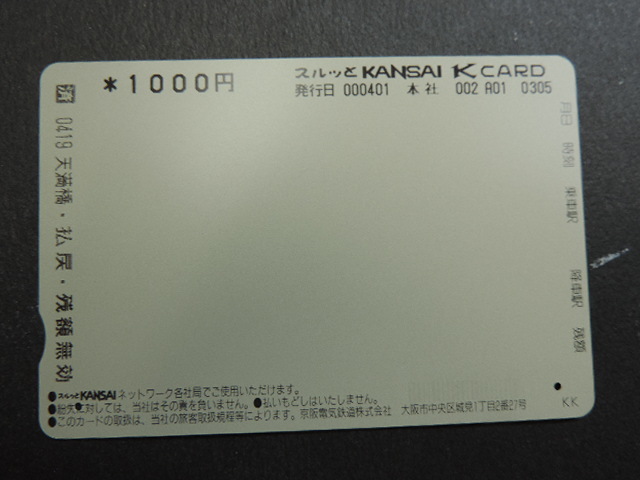 *1000円
スルッとKANSAI K CARD
発行日 000401 本社 002 A01 0305
月日 時刻 乗車駅 降車駅 残額
0419 天満橋・払戻・残額無効
●スルッとKANSAIネットワーク各社局でご使用いただけます。
●紛失に対しては、当社はその責を負いません。●払いもどしはいたしません。
●このカードの取扱は、当社の旅客取扱規程等によります。京阪電気鉄道株式会社 大阪市中央区城見1丁目2番27号
KK